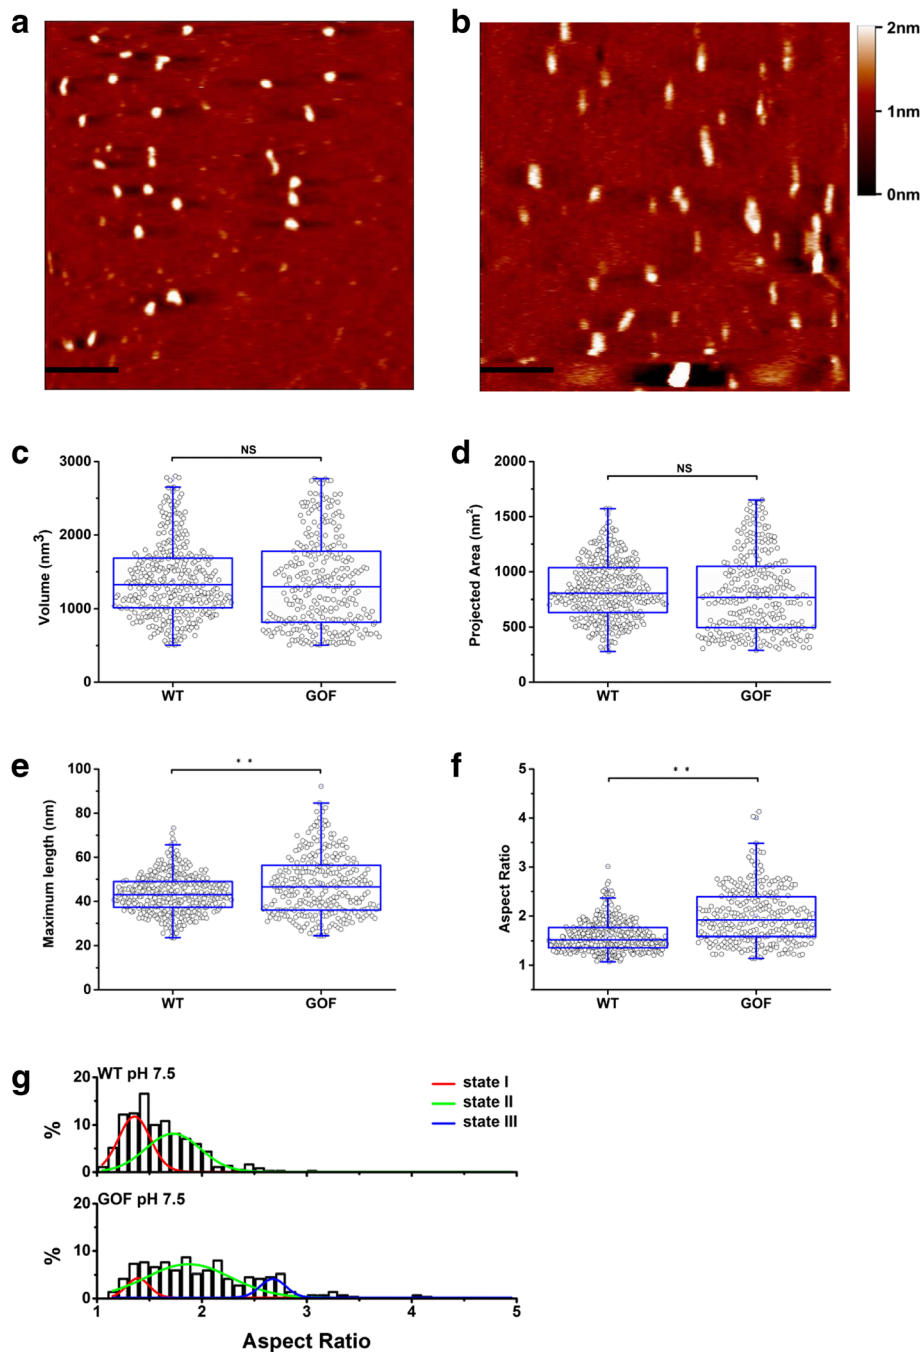 a
b
2nm
1nm
0nm
c
NS
3000
2000
1000
0
Volume (nm³)
WT
GOF
d
NS
2000
1500
1000
500
0
Projected Area (nm²)
WT
GOF
e
* *
100
80
60
40
20
0
Maximum length (nm)
WT
GOF
f
* *
5
4
3
2
1
Aspect Ratio
WT
GOF
g
20
10
0
%
WT pH 7.5
state I
state II
state III
20
10
0
%
GOF pH 7.5
1
2
3
4
5
Aspect Ratio